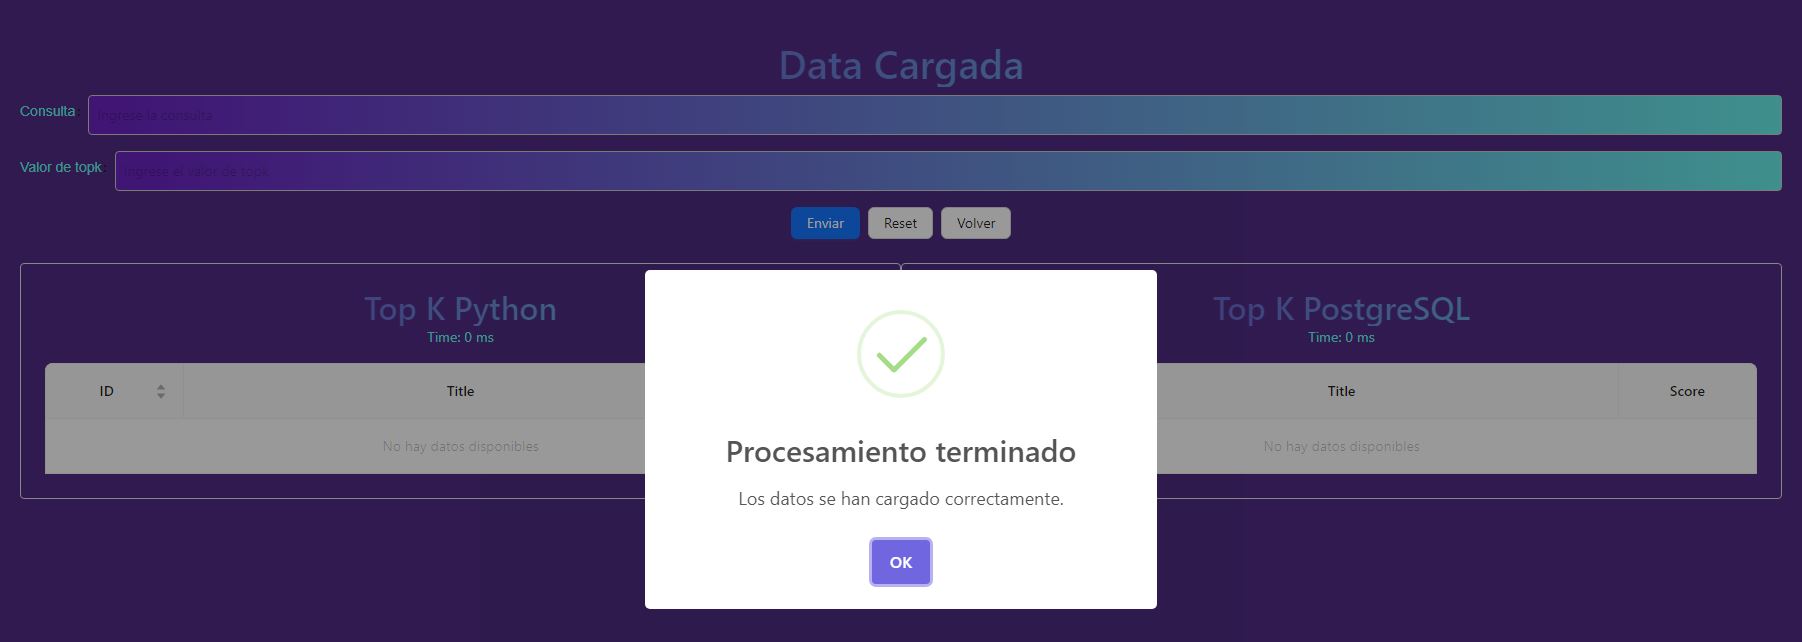 Data Cargada
Consulta:
Ingrese la consulta
Valor de topk:
Ingrese el valor de topk
Enviar Reset Volver
Top K Python
Time: 0 ms
ID Title
No hay datos disponibles
Top K PostgreSQL
Time: 0 ms
Title Score
No hay datos disponibles
Procesamiento terminado
Los datos se han cargado correctamente.
OK